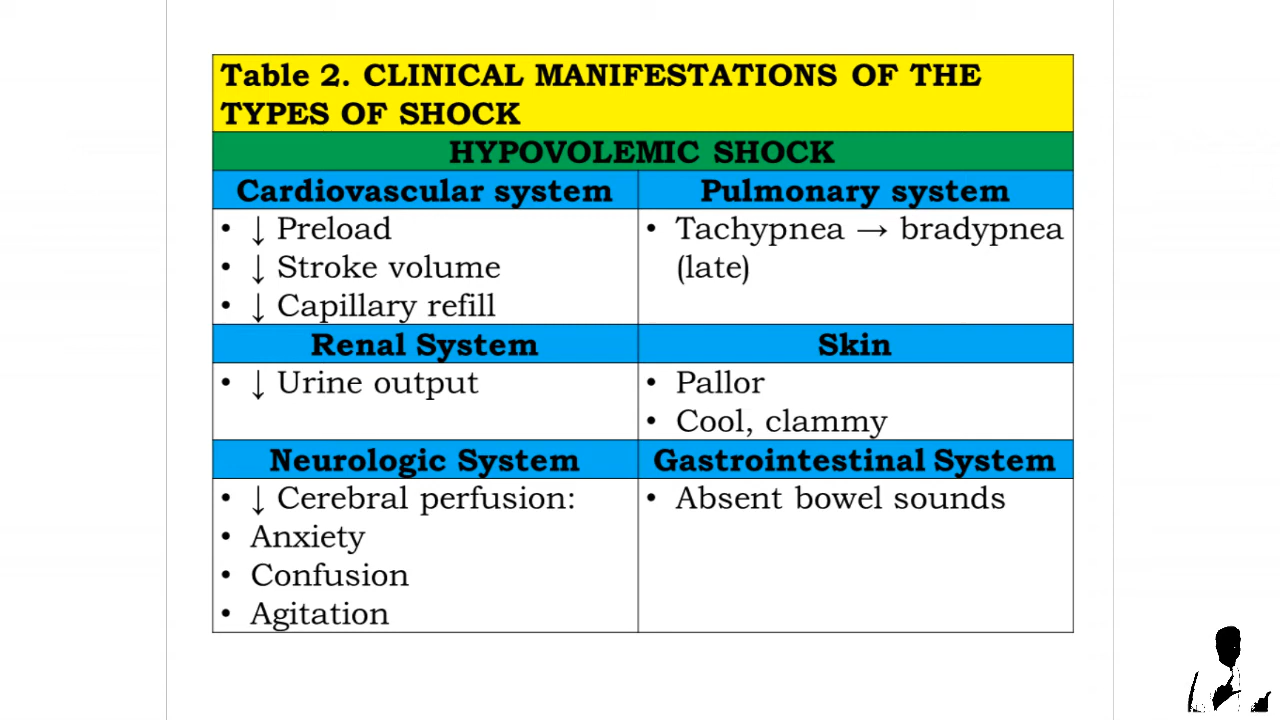 Table 2. CLINICAL MANIFESTATIONS OF THE
TYPES OF SHOCK
HYPOVOLEMIC SHOCK
Cardiovascular system
• ↓ Preload
• ↓ Stroke volume
• ↓ Capillary refill
Pulmonary system
• Tachypnea → bradypnea
(late)
Renal System
• ↓ Urine output
Skin
• Pallor
• Cool, clammy
Neurologic System
• ↓ Cerebral perfusion:
• Anxiety
• Confusion
• Agitation
Gastrointestinal System
• Absent bowel sounds